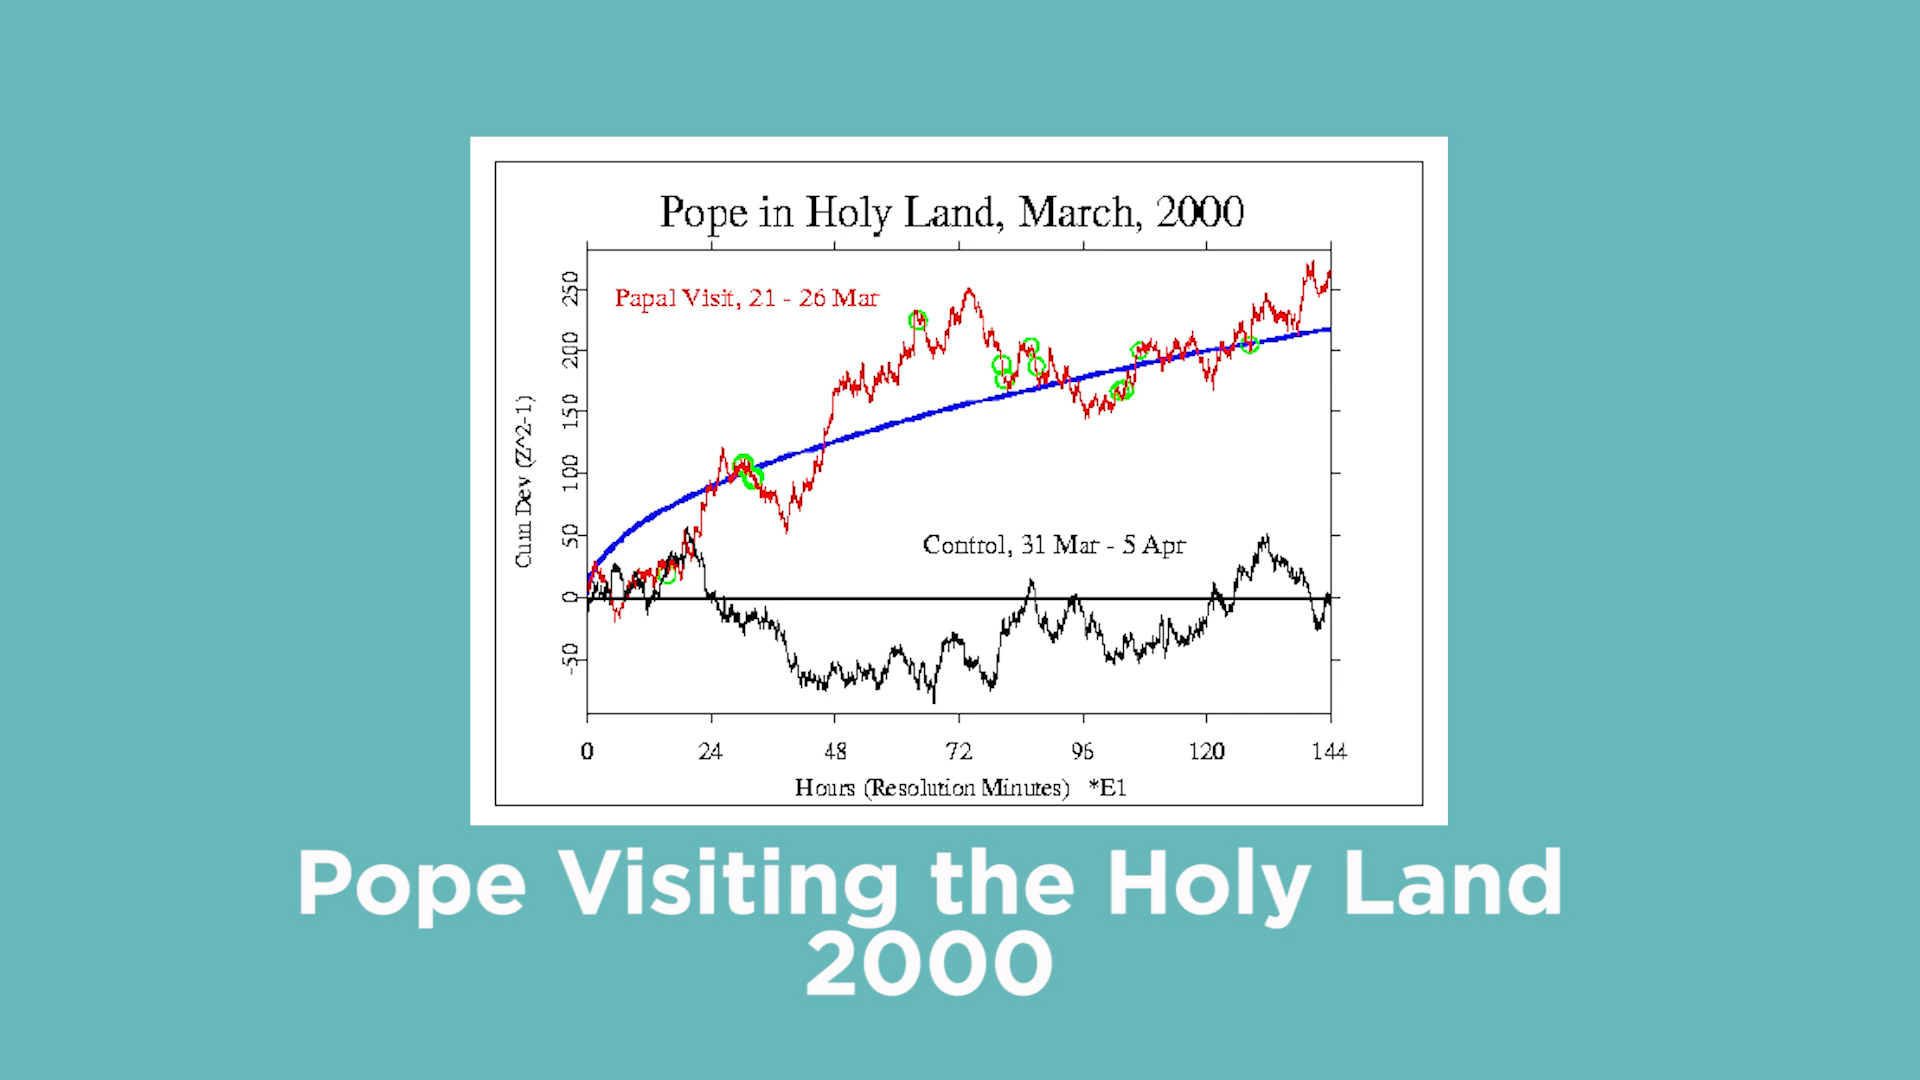 Pope in Holy Land, March, 2000
Papal Visit, 21 - 26 Mar
Control, 31 Mar - 5 Apr
Cum Dev (Z^2-1)
250
200
150
100
50
0
-50
0 24 48 72 96 120 144
Hours (Resolution Minutes) *E1
Pope Visiting the Holy Land
2000